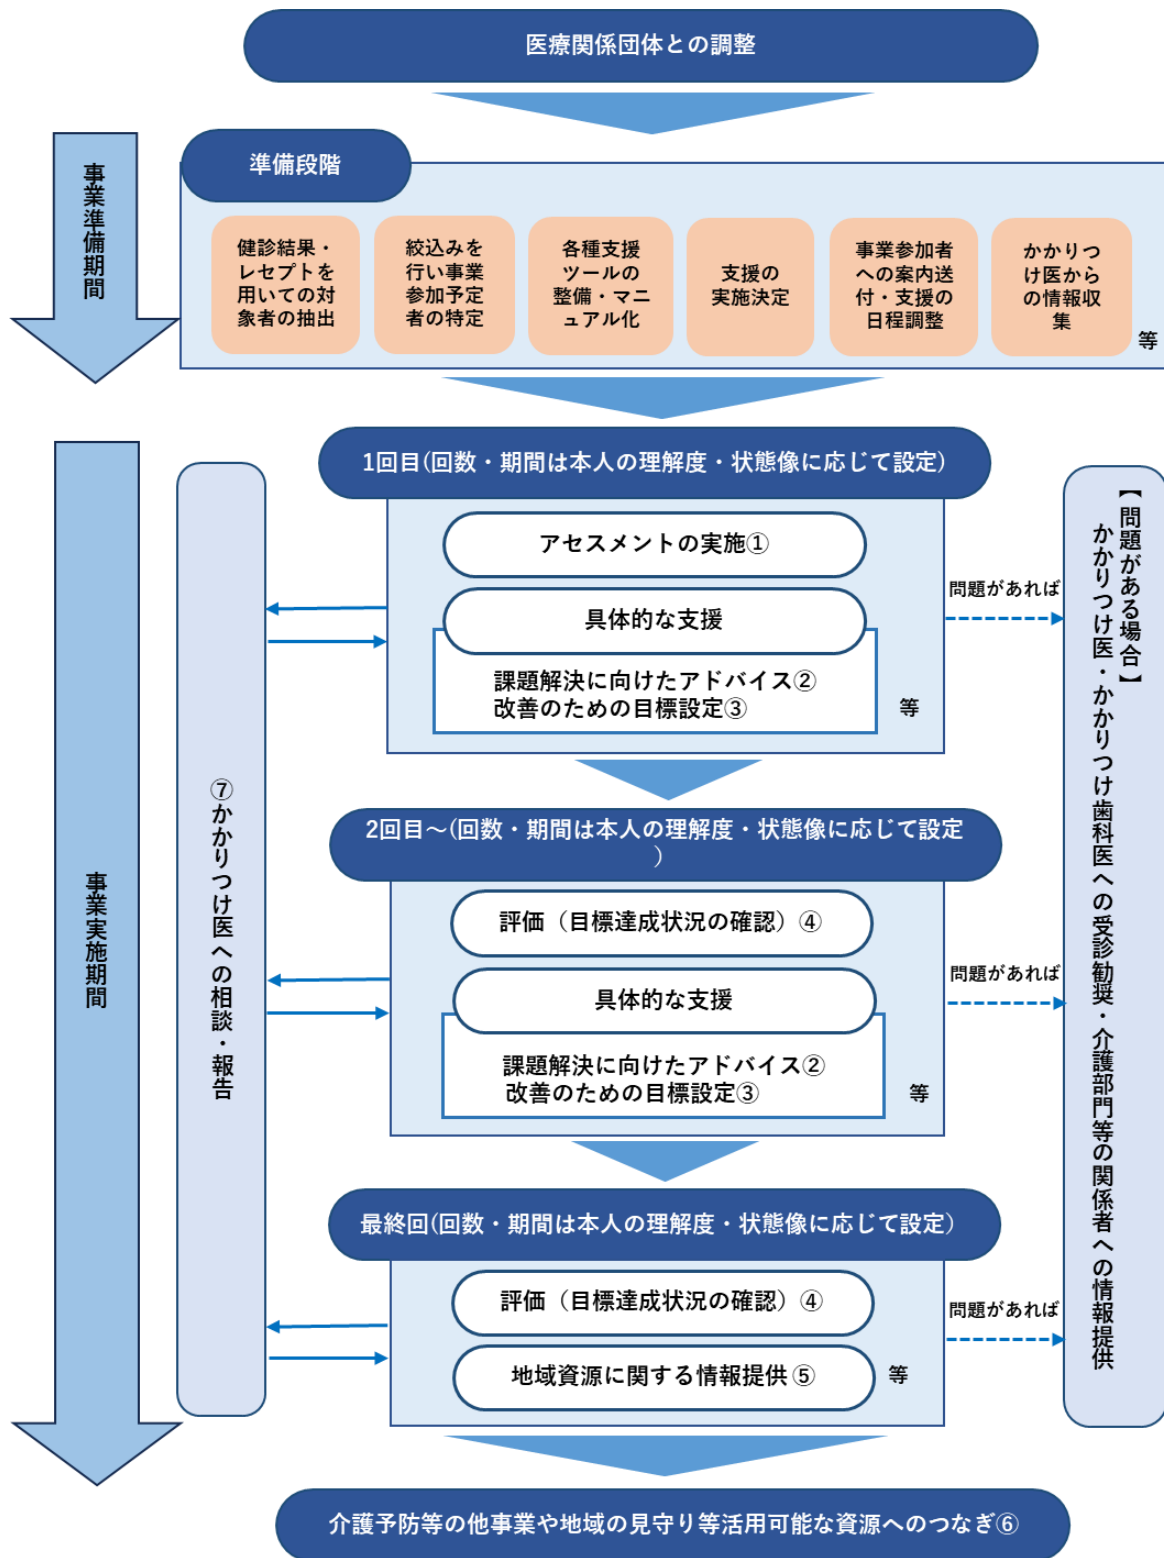 医療関係団体との調整
事業準備期間
準備段階
健診結果・
レセプトを
用いての対
象者の抽出
絞込みを
行い事業
参加予定
者の特定
各種支援
ツールの
整備・マニ
ュアル化
支援の
実施決定
事業参加者
への案内送
付・支援の
日程調整
かかりつ
け医から
の情報収
集
等
事業実施期間
⑦かかりつけ医への相談・報告
1回目(回数・期間は本人の理解度・状態像に応じて設定)
アセスメントの実施①
具体的な支援
課題解決に向けたアドバイス②
改善のための目標設定③
等
問題があれば
2回目～(回数・期間は本人の理解度・状態像に応じて設定
)
評価（目標達成状況の確認）④
具体的な支援
課題解決に向けたアドバイス②
改善のための目標設定③
等
問題があれば
最終回(回数・期間は本人の理解度・状態像に応じて設定)
評価（目標達成状況の確認）④
地域資源に関する情報提供⑤
等
問題があれば
【問題がある場合】
かかりつけ医・かかりつけ歯科医への受診勧奨・介護部門等の関係者への情報提供
介護予防等の他事業や地域の見守り等活用可能な資源へのつなぎ⑥